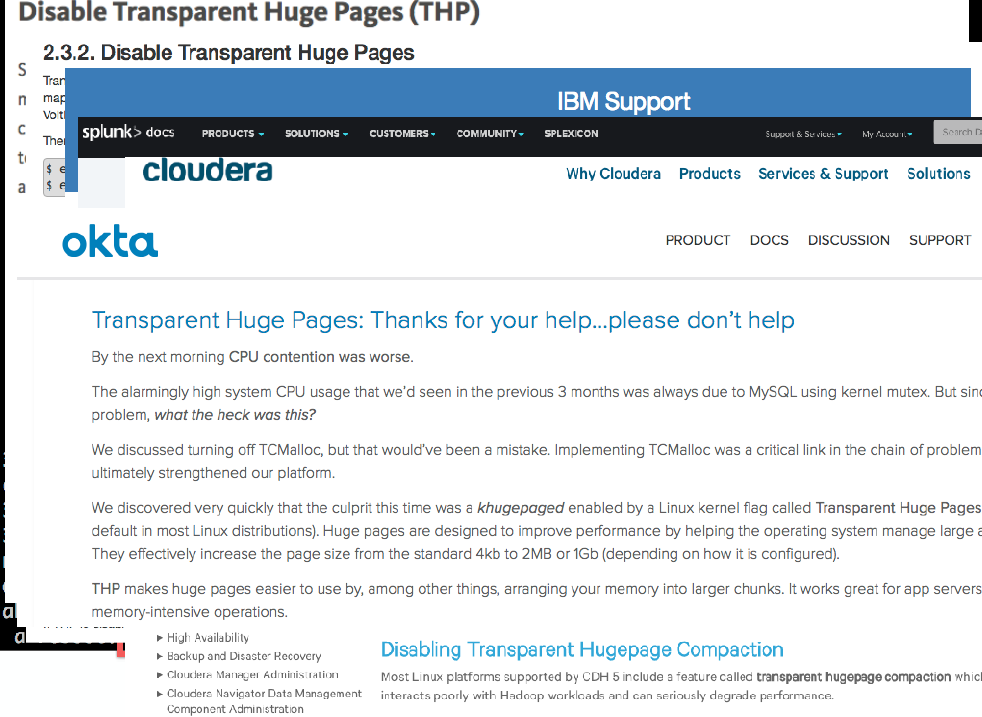 Disable Transparent Huge Pages (THP)
2.3.2. Disable Transparent Huge Pages
IBM Support
splunk> docs PRODUCTS SOLUTIONS CUSTOMERS COMMUNITY SPLEXICON Support & Services My Account Search
cloudera Why Cloudera Products Services & Support Solutions
$ e
$ e
okta PRODUCT DOCS DISCUSSION SUPPORT
Transparent Huge Pages: Thanks for your help...please don't help
By the next morning CPU contention was worse.
The alarmingly high system CPU usage that we'd seen in the previous 3 months was always due to MySQL using kernel mutex. But sinc
problem, what the heck was this?
We discussed turning off TCMalloc, but that would've been a mistake. Implementing TCMalloc was a critical link in the chain of problem
ultimately strengthened our platform.
We discovered very quickly that the culprit this time was a khugepaged enabled by a Linux kernel flag called Transparent Huge Pages
default in most Linux distributions). Huge pages are designed to improve performance by helping the operating system manage large a
They effectively increase the page size from the standard 4kb to 2MB or 1Gb (depending on how it is configured).
THP makes huge pages easier to use by, among other things, arranging your memory into larger chunks. It works great for app servers
memory-intensive operations.
High Availability
Backup and Disaster Recovery
Cloudera Manager Administration
Cloudera Navigator Data Management
Component Administration
Disabling Transparent Hugepage Compaction
Most Linux platforms supported by CDH 5 include a feature called transparent hugepage compaction whic
interacts poorly with Hadoop workloads and can seriously degrade performance.